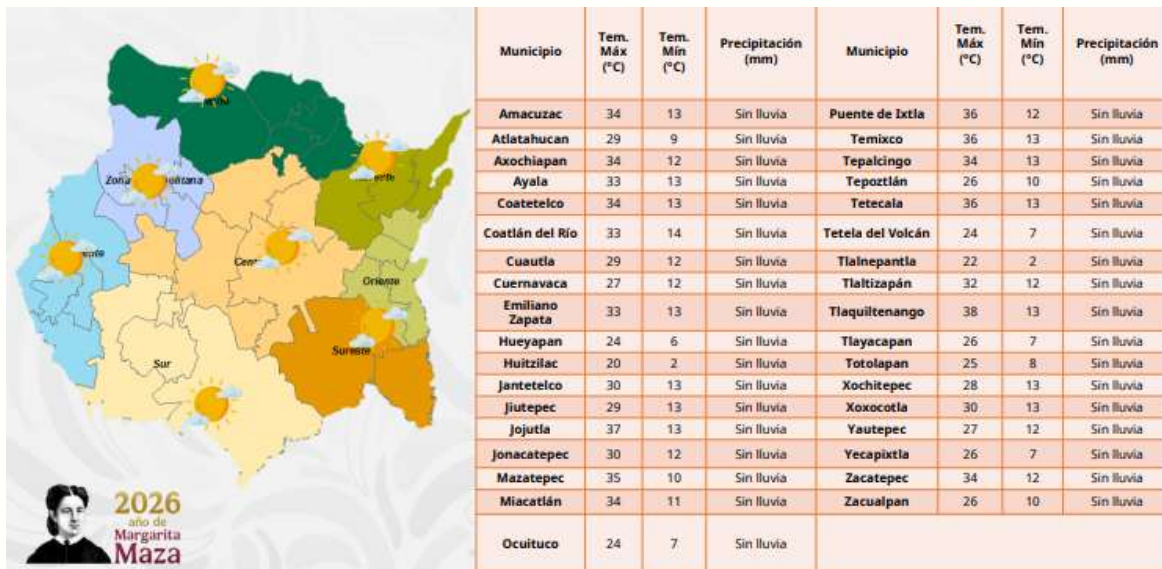 Zona
Oriente
Sur
Sureste
2026
año de
Margarita
Maza
Municipio Tem. Máx (°C) Tem. Mín (°C) Precipitación (mm) Municipio Tem. Máx (°C) Tem. Mín (°C) Precipitación (mm)
Amacuzac 34 13 Sin lluvia Puente de Ixtla 36 12 Sin lluvia
Atlatahucan 29 9 Sin lluvia Temixco 36 13 Sin lluvia
Axochiapan 34 12 Sin lluvia Tepalcingo 34 13 Sin lluvia
Ayala 33 13 Sin lluvia Tepoztlán 26 10 Sin lluvia
Coatetelco 34 13 Sin lluvia Tetecala 36 13 Sin lluvia
Coatlán del Río 33 14 Sin lluvia Tetela del Volcán 24 7 Sin lluvia
Cuautla 29 12 Sin lluvia Tlalnepantla 22 2 Sin lluvia
Cuernavaca 27 12 Sin lluvia Tlaltizapán 32 12 Sin lluvia
Emiliano Zapata 33 13 Sin lluvia Tlaquiltenango 38 13 Sin lluvia
Hueyapan 24 6 Sin lluvia Tlayacapan 26 7 Sin lluvia
Huitzilac 20 2 Sin lluvia Totolapan 25 8 Sin lluvia
Jantetelco 30 13 Sin lluvia Xochitepec 28 13 Sin lluvia
Jiutepec 29 13 Sin lluvia Xoxocotla 30 13 Sin lluvia
Jojutla 37 13 Sin lluvia Yautepec 27 12 Sin lluvia
Jonacatepec 30 12 Sin lluvia Yecapixtla 26 7 Sin lluvia
Mazatepec 35 10 Sin lluvia Zacatepec 34 12 Sin lluvia
Miacatlán 34 11 Sin lluvia Zacualpan 26 10 Sin lluvia
Ocuituco 24 7 Sin lluvia